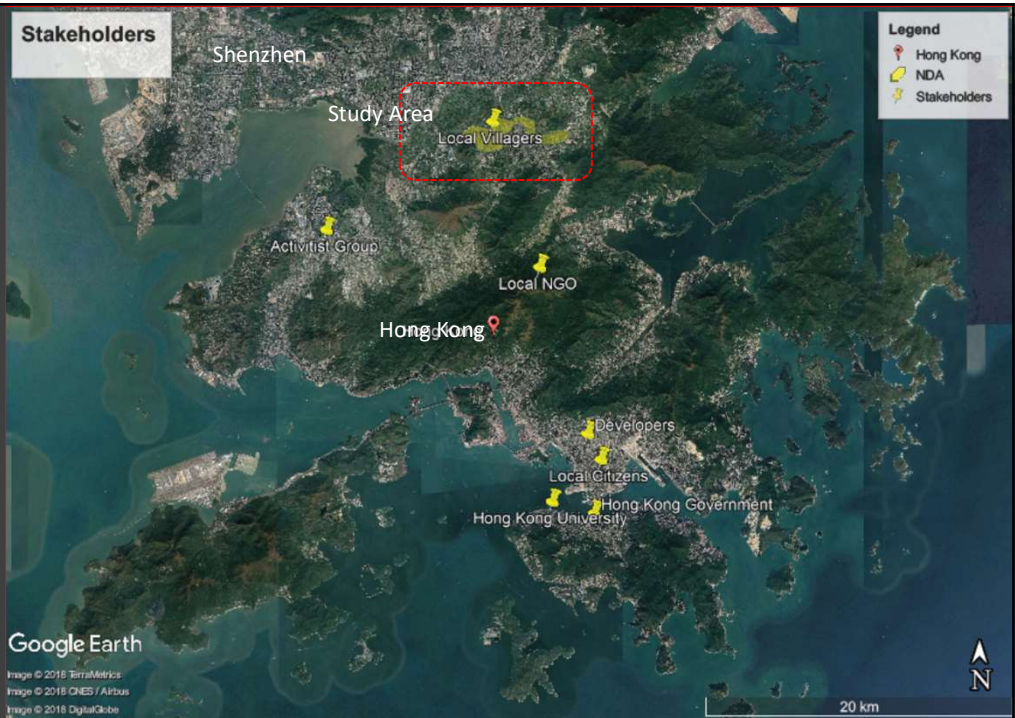 Stakeholders
Shenzhen
Legend
Hong Kong
NDA
Stakeholders
Study Area
Local Villagers
Activitist Group
Local NGO
Hong Kong
Developers
Local Citizens
Hong Kong Government
Hong Kong University
Google Earth
Image © 2018 TerraMetrics
Image © 2018 CNES / Airbus
Image © 2018 DigitalGlobe
N
20 km